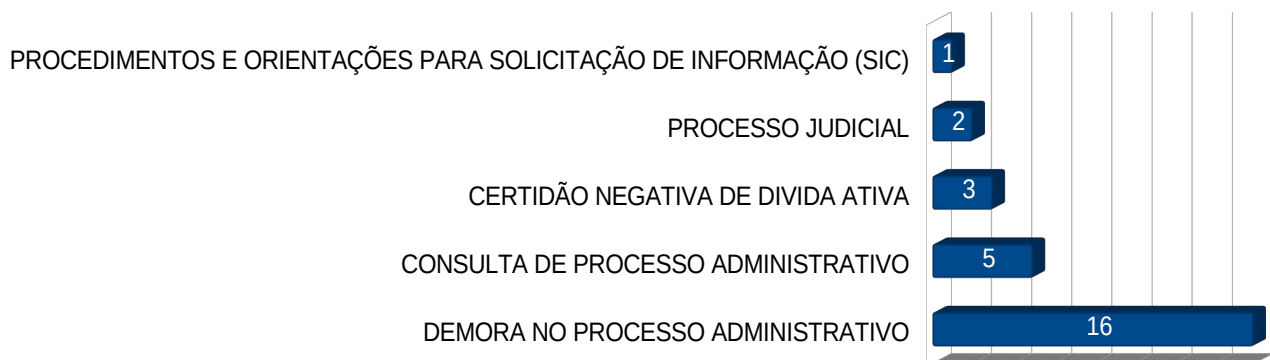 PROCEDIMENTOS E ORIENTAÇÕES PARA SOLICITAÇÃO DE INFORMAÇÃO (SIC) 1
PROCESSO JUDICIAL 2
CERTIDÃO NEGATIVA DE DIVIDA ATIVA 3
CONSULTA DE PROCESSO ADMINISTRATIVO 5
DEMORA NO PROCESSO ADMINISTRATIVO 16